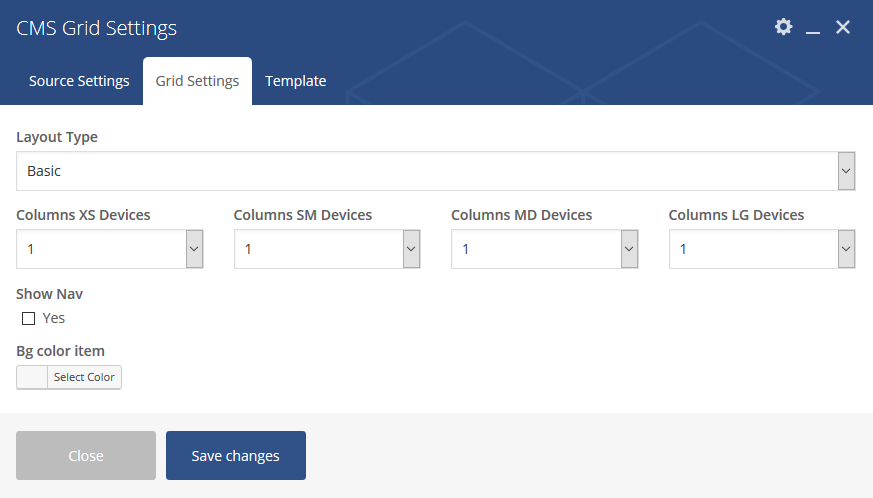 CMS Grid Settings
Source Settings Grid Settings Template
Layout Type
Basic
Columns XS Devices Columns SM Devices Columns MD Devices Columns LG Devices
1 1 1 1
Show Nav
Yes
Bg color item
Select Color
Close Save changes